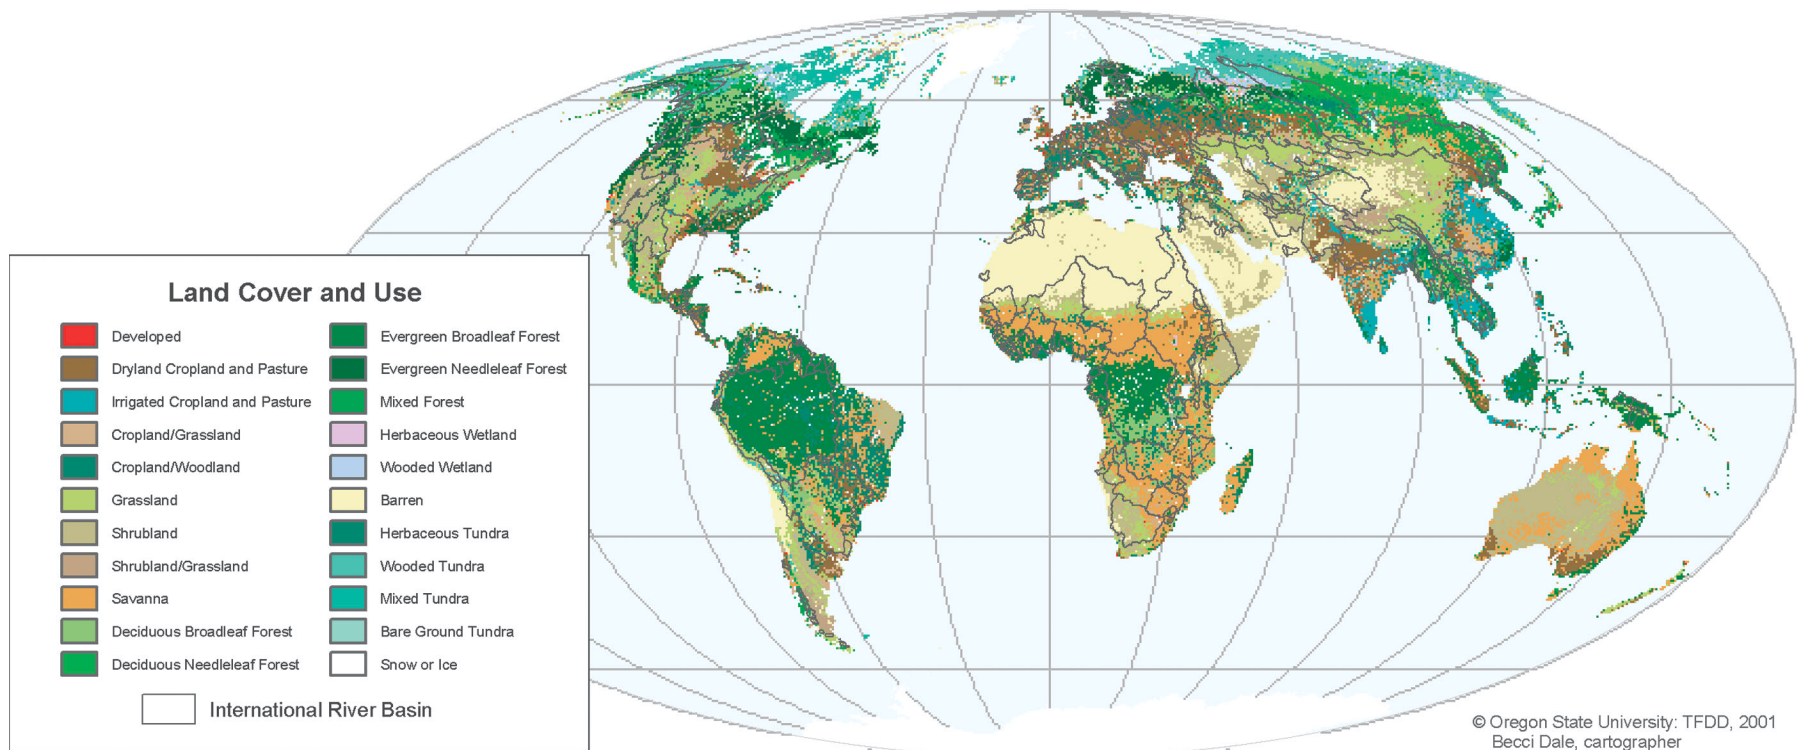 Land Cover and Use
Developed
Dryland Cropland and Pasture
Irrigated Cropland and Pasture
Cropland/Grassland
Cropland/Woodland
Grassland
Shrubland
Shrubland/Grassland
Savanna
Deciduous Broadleaf Forest
Deciduous Needleleaf Forest
Evergreen Broadleaf Forest
Evergreen Needleleaf Forest
Mixed Forest
Herbaceous Wetland
Wooded Wetland
Barren
Herbaceous Tundra
Wooded Tundra
Mixed Tundra
Bare Ground Tundra
Snow or Ice
International River Basin
© Oregon State University: TFDD, 2001
Becci Dale, cartographer